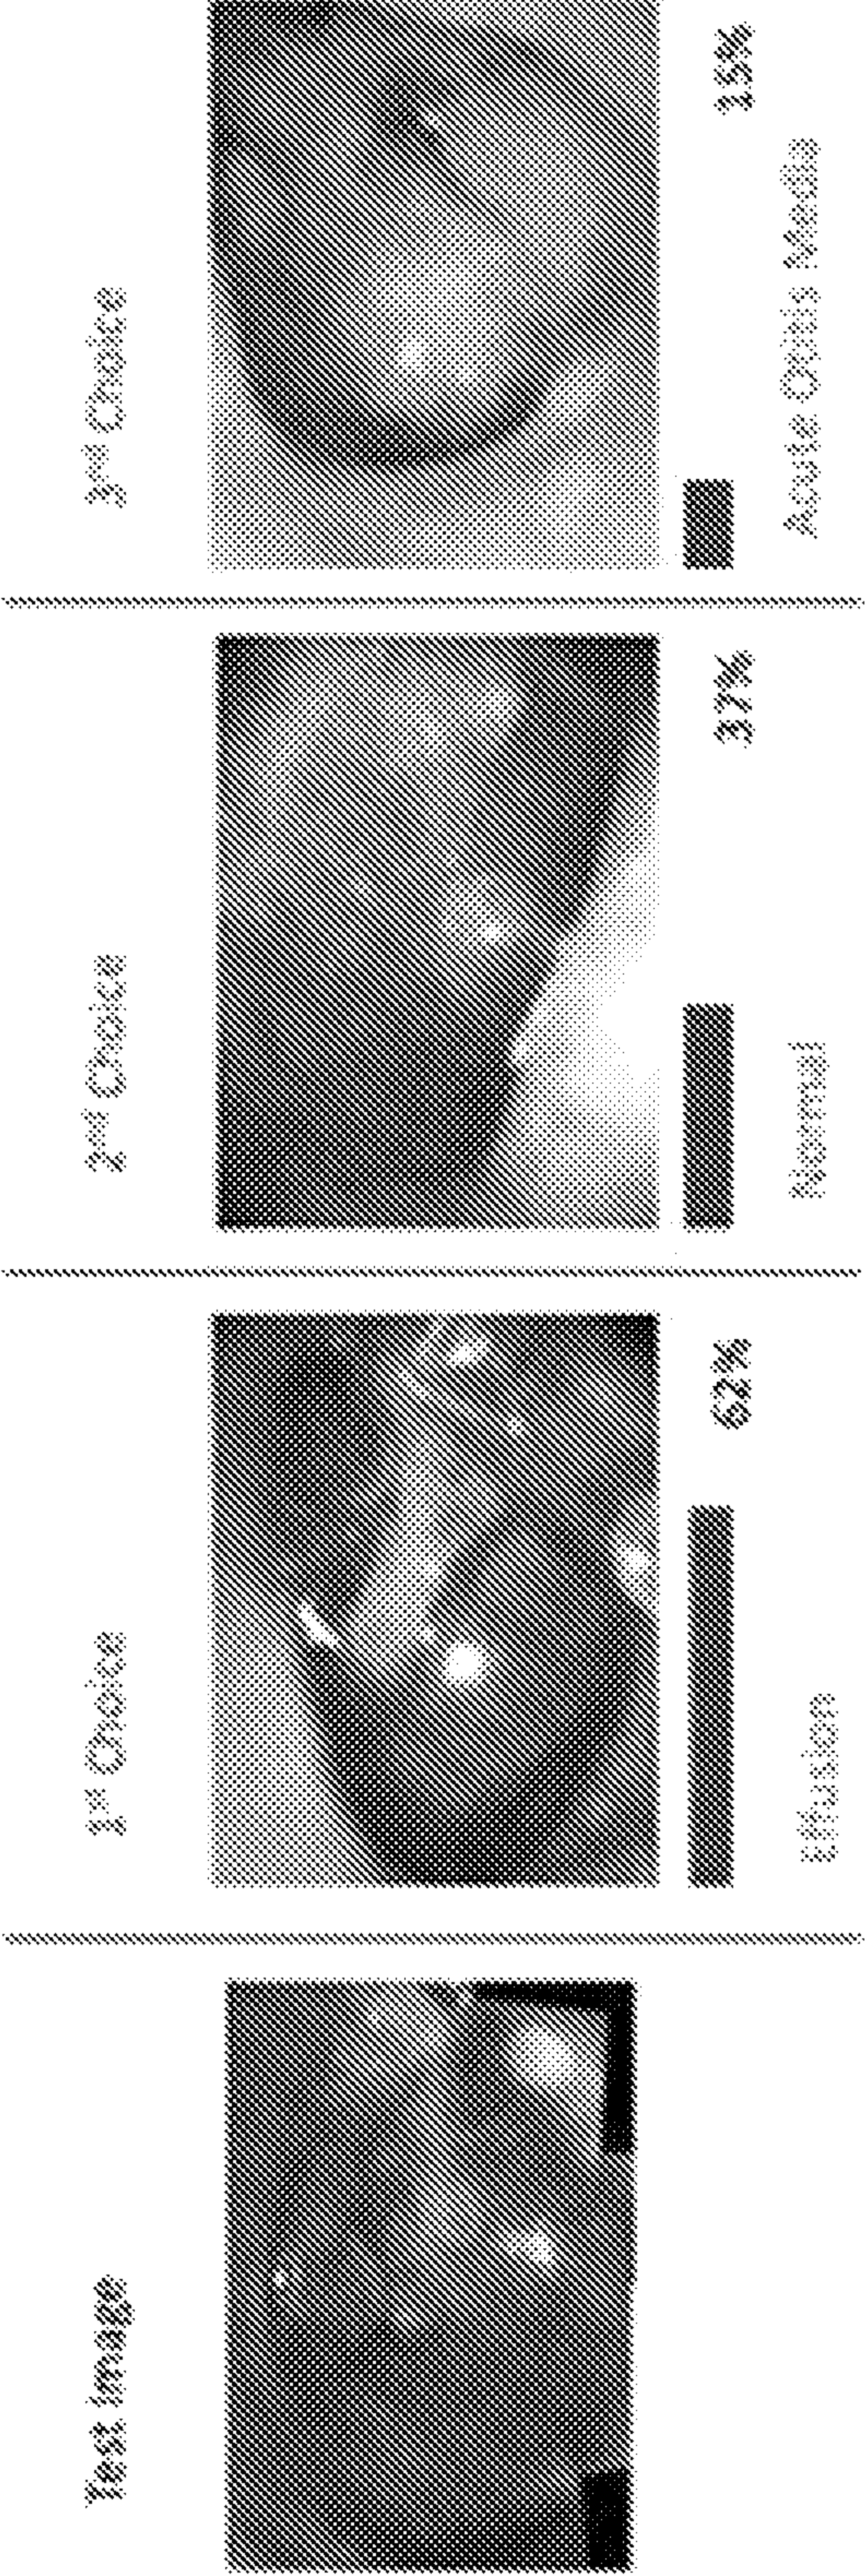 Test Image
1st Choice
62%
Effusion
2nd Choice
37%
Normal
3rd Choice
15%
Acute Otitis Media